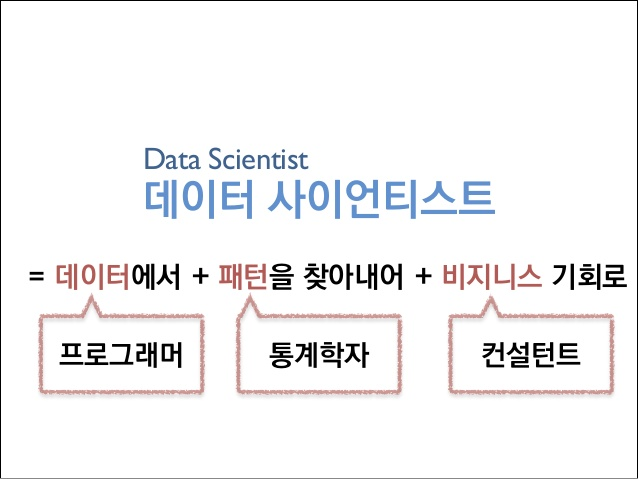 Data Scientist
데이터 사이언티스트
= 데이터에서 + 패턴을 찾아내어 + 비지니스 기회로
프로그래머 통계학자 컨설턴트